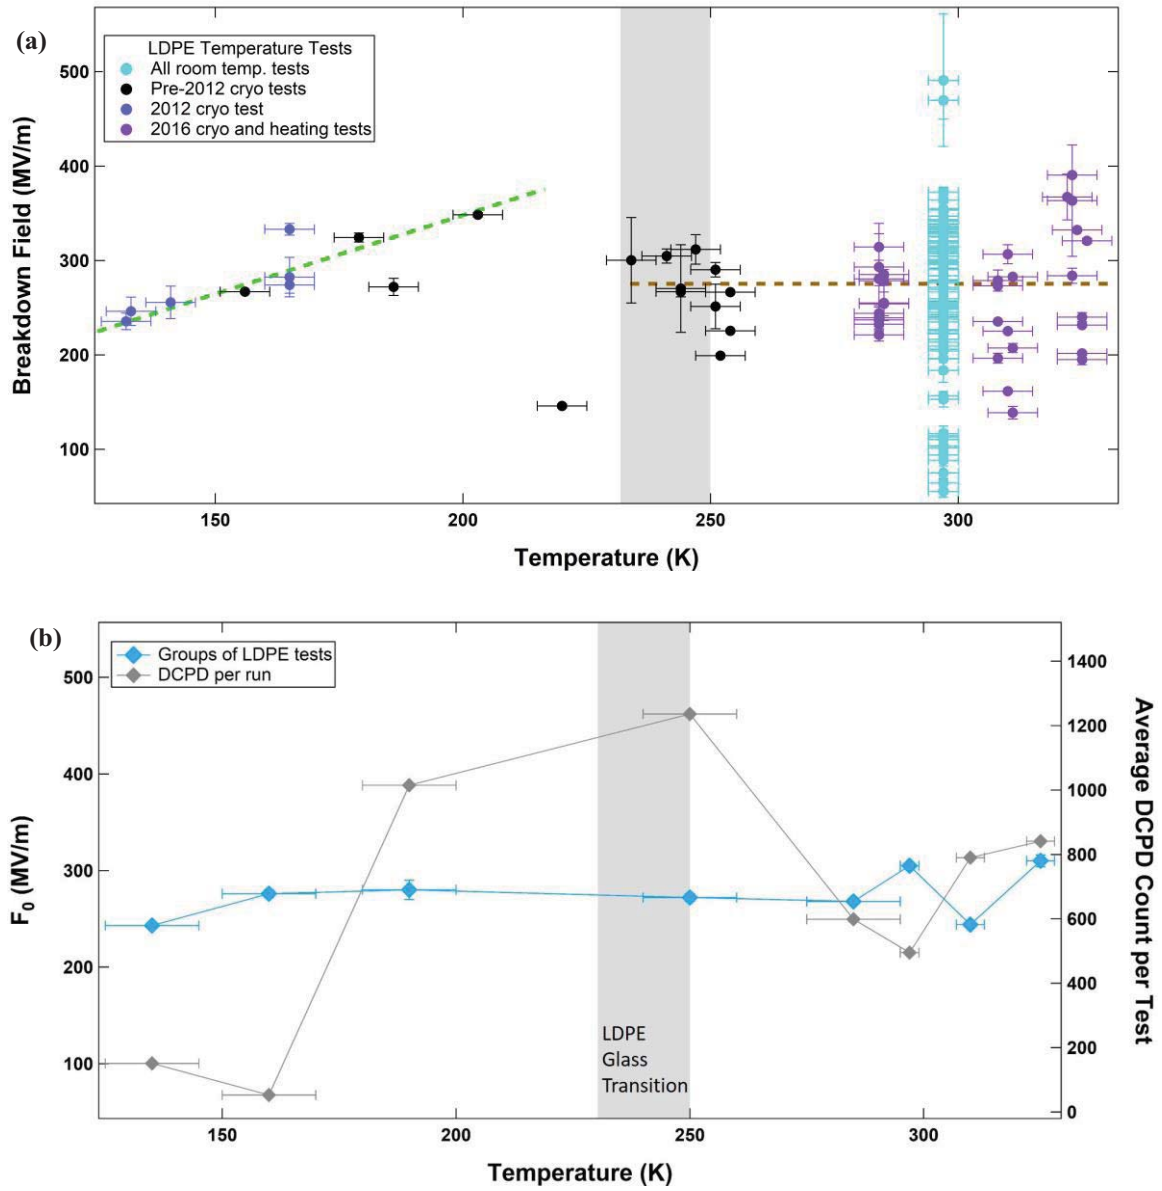 (a)
LDPE Temperature Tests
All room temp. tests
Pre-2012 cryo tests
2012 cryo test
2016 cryo and heating tests
Breakdown Field (MV/m)
500
400
300
200
100
150
200
250
300
Temperature (K)
(b)
Groups of LDPE tests
DCPD per run
F₀ (MV/m)
500
400
300
200
100
1400
1200
1000
800
600
400
200
0
Average DCPD
Count per Test
LDPE
Glass
Transition
150
200
250
300
Temperature (K)